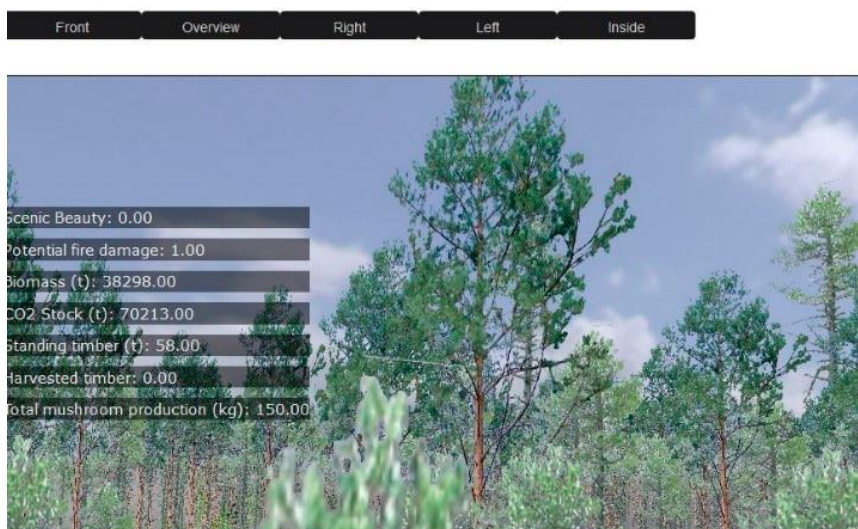 Front Overview Right Left Inside
Scenic Beauty: 0.00
Potential fire damage: 1.00
Biomass (t): 38298.00
CO2 Stock (t): 70213.00
Standing timber (t): 58.00
Harvested timber: 0.00
Total mushroom production (kg): 150.00